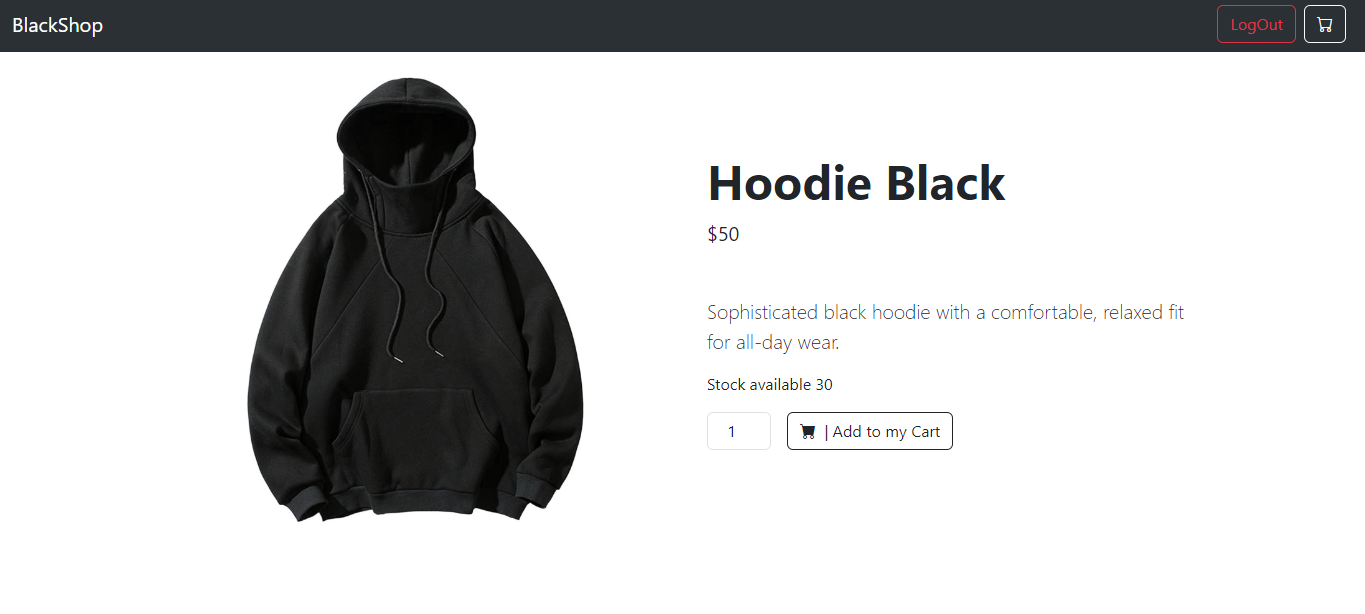 BlackShop
LogOut
Hoodie Black
$50
Sophisticated black hoodie with a comfortable, relaxed fit
for all-day wear.
Stock available 30
1
| Add to my Cart